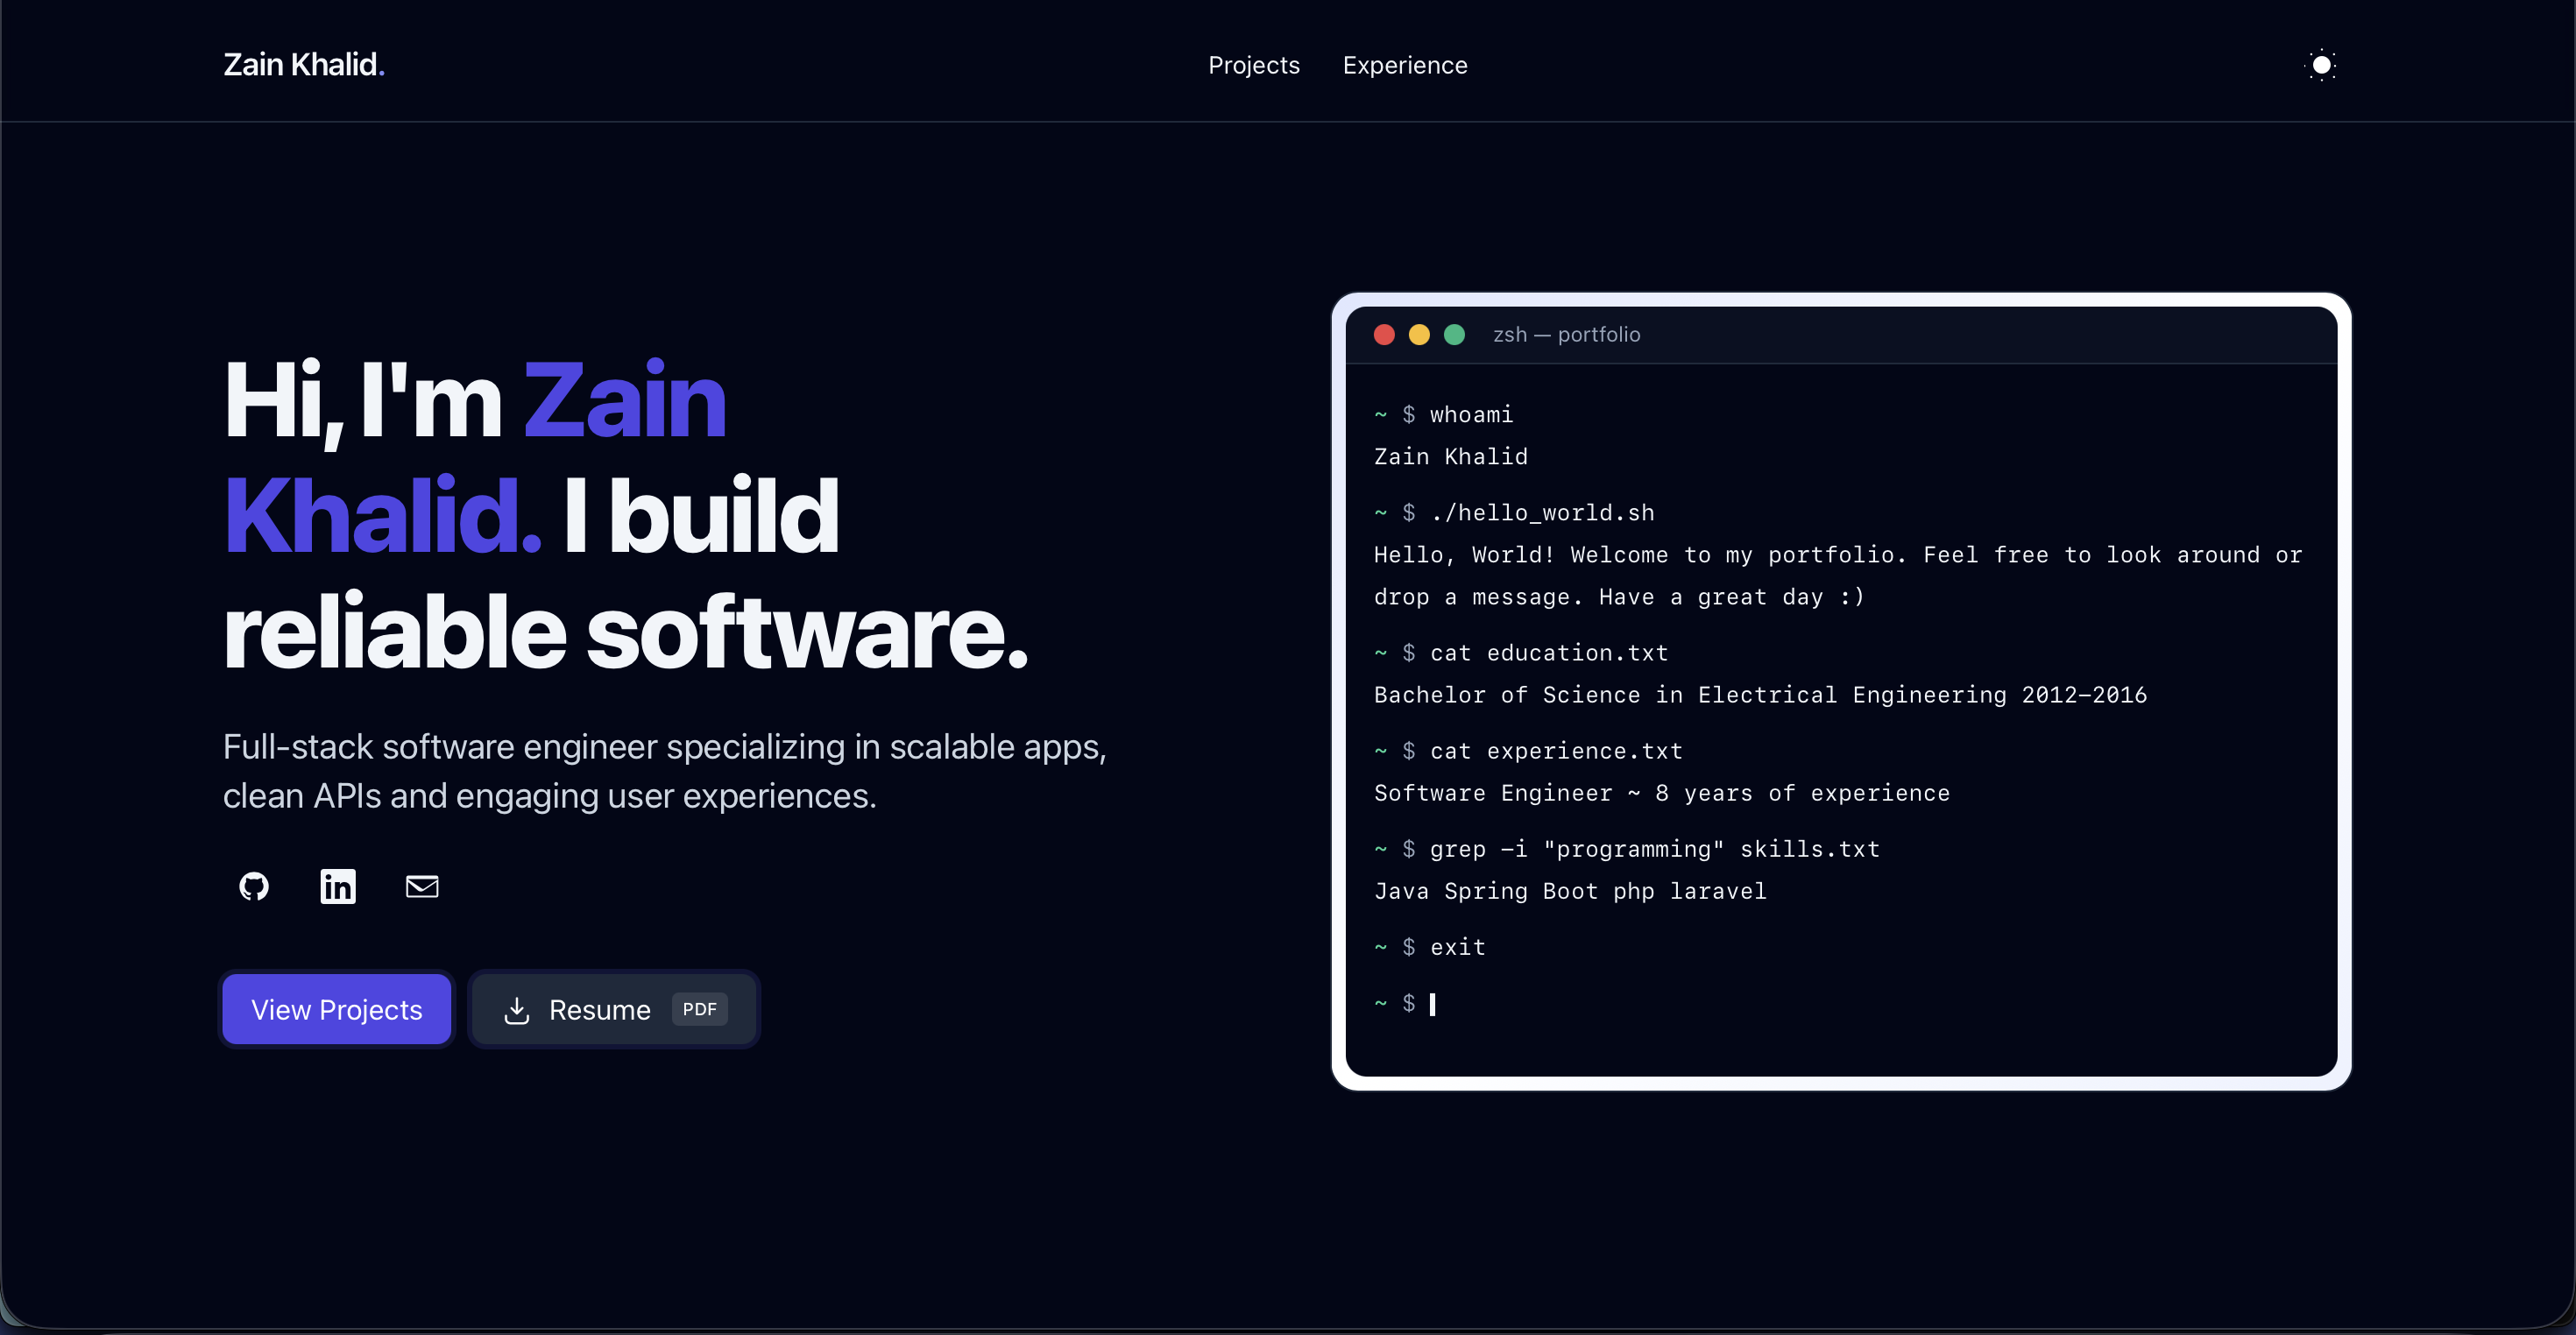 Zain Khalid.
Projects Experience
Hi, I'm Zain
Khalid. I build
reliable software.
Full-stack software engineer specializing in scalable apps,
clean APIs and engaging user experiences.
in
View Projects
Resume PDF
zsh — portfolio
~ $ whoami
Zain Khalid
~ $ ./hello_world.sh
Hello, World! Welcome to my portfolio. Feel free to look around or
drop a message. Have a great day :)
~ $ cat education.txt
Bachelor of Science in Electrical Engineering 2012–2016
~ $ cat experience.txt
Software Engineer ~ 8 years of experience
~ $ grep –i "programming" skills.txt
Java Spring Boot php laravel
~ $ exit
~ $